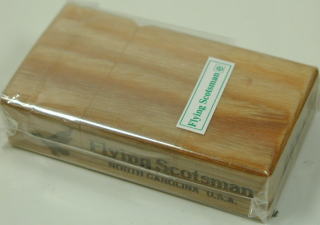 Flying Scotsman ®
Flying Scotsman
NORTH CAROLINA U.S.A.